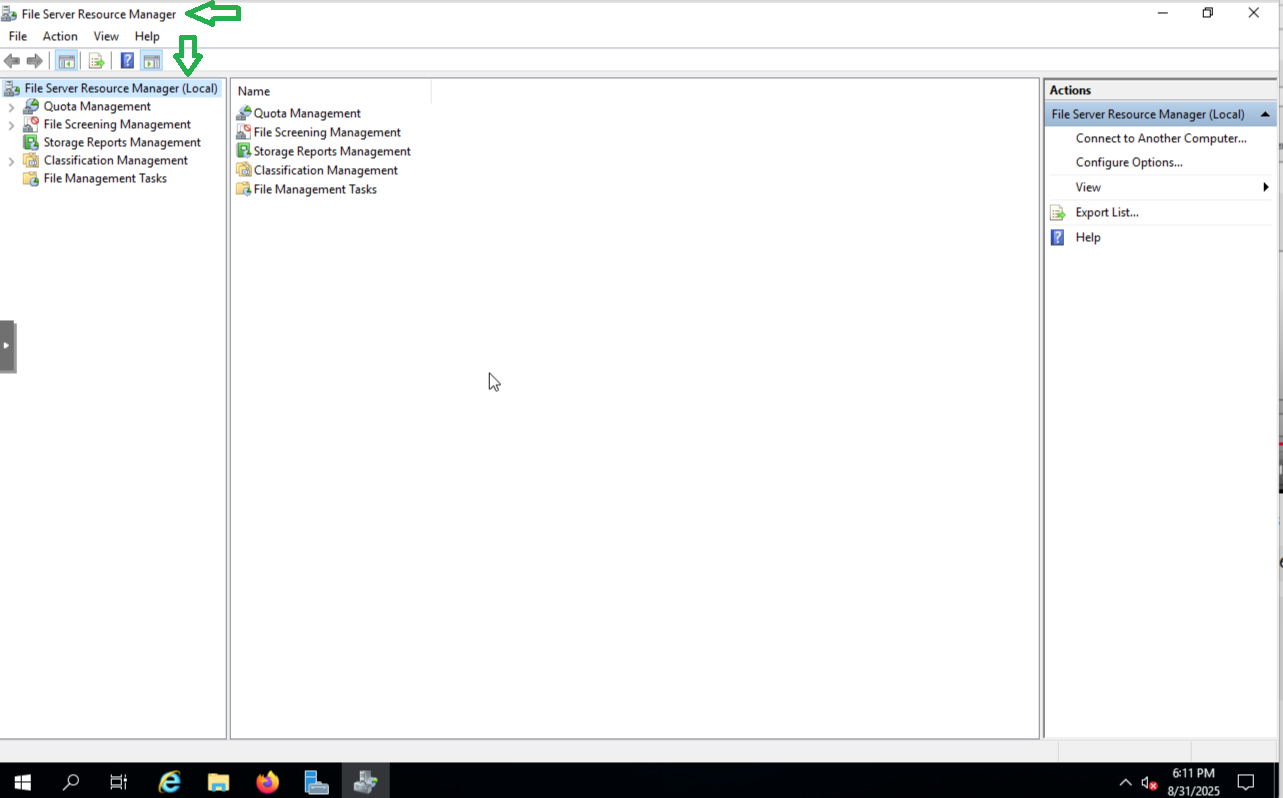 File Server Resource Manager
File Action View Help
File Server Resource Manager (Local)
Quota Management
File Screening Management
Storage Reports Management
Classification Management
File Management Tasks
Name
Quota Management
File Screening Management
Storage Reports Management
Classification Management
File Management Tasks
Actions
File Server Resource Manager (Local)
Connect to Another Computer...
Configure Options...
View
Export List...
Help
6:11 PM
8/31/2025